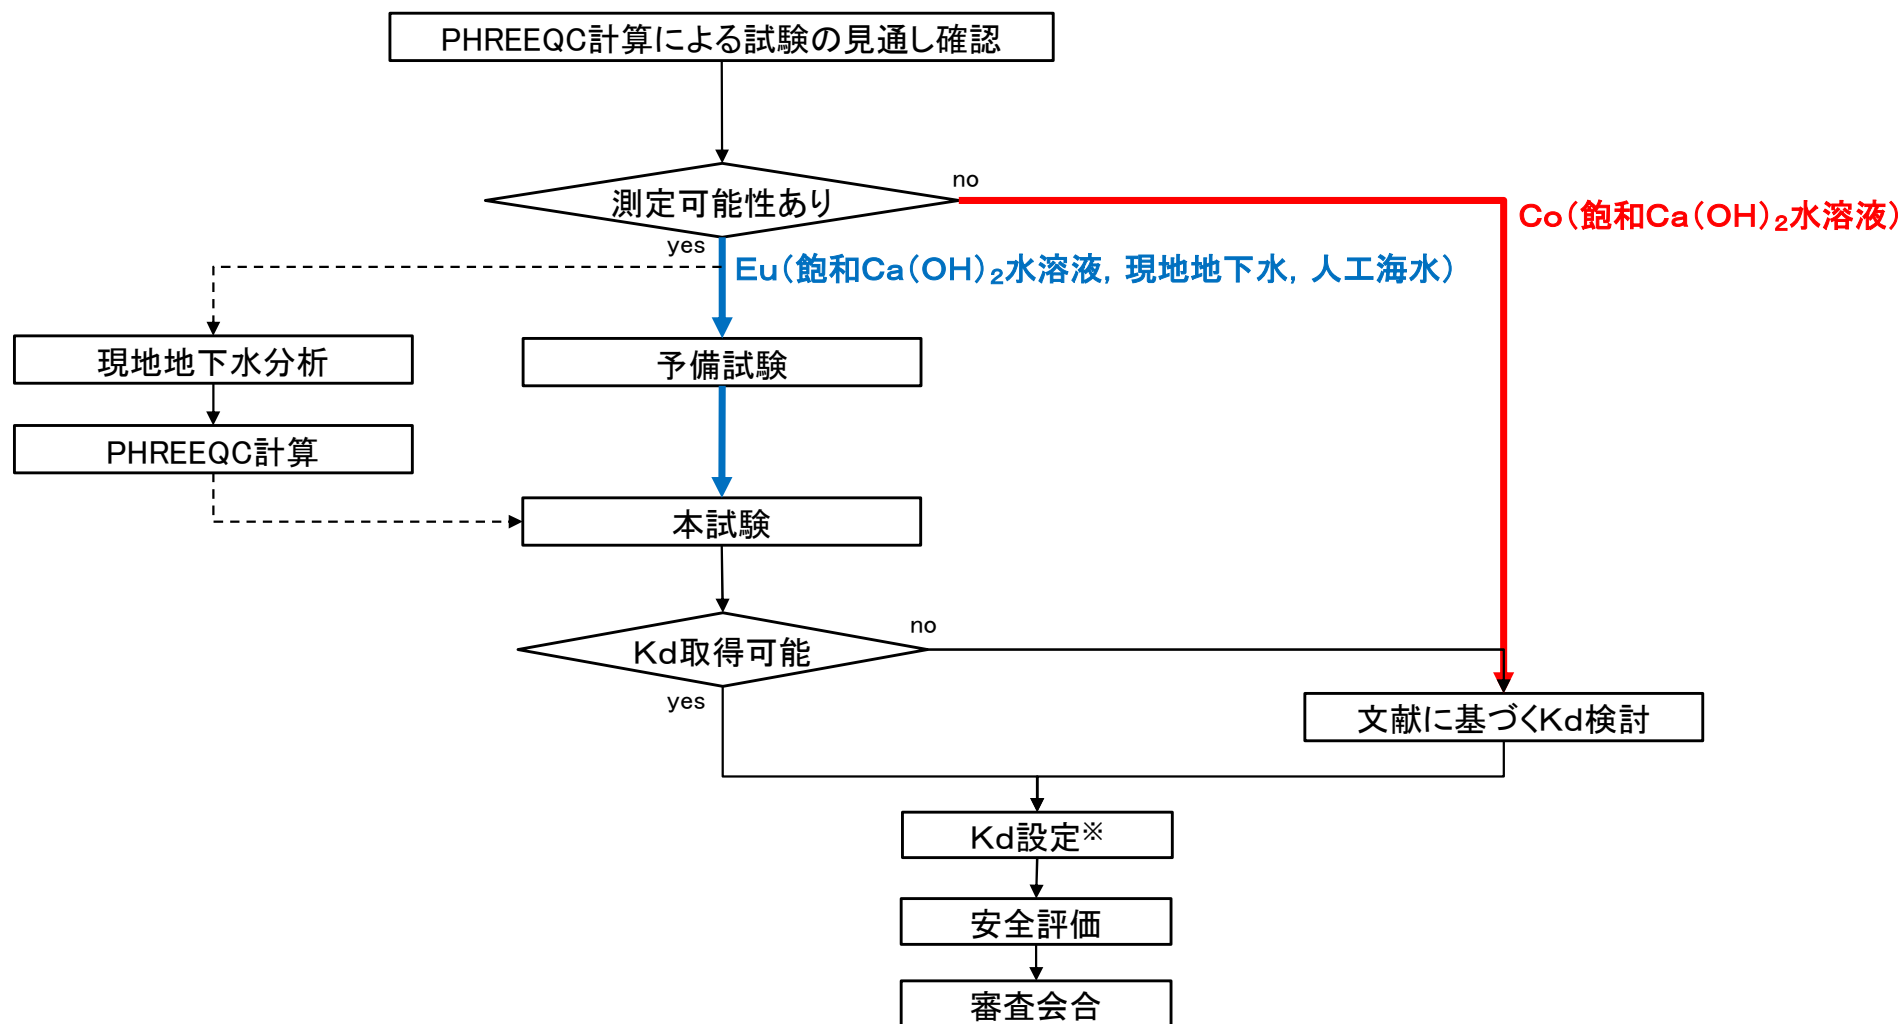 PHREEQC計算による試験の見通し確認
測定可能性あり
no
Co(飽和Ca(OH)₂水溶液)
yes
Eu(飽和Ca(OH)₂水溶液, 現地地下水, 人工海水)
現地地下水分析
予備試験
PHREEQC計算
本試験
Kd取得可能
no
yes
文献に基づくKd検討
Kd設定※
安全評価
審査会合